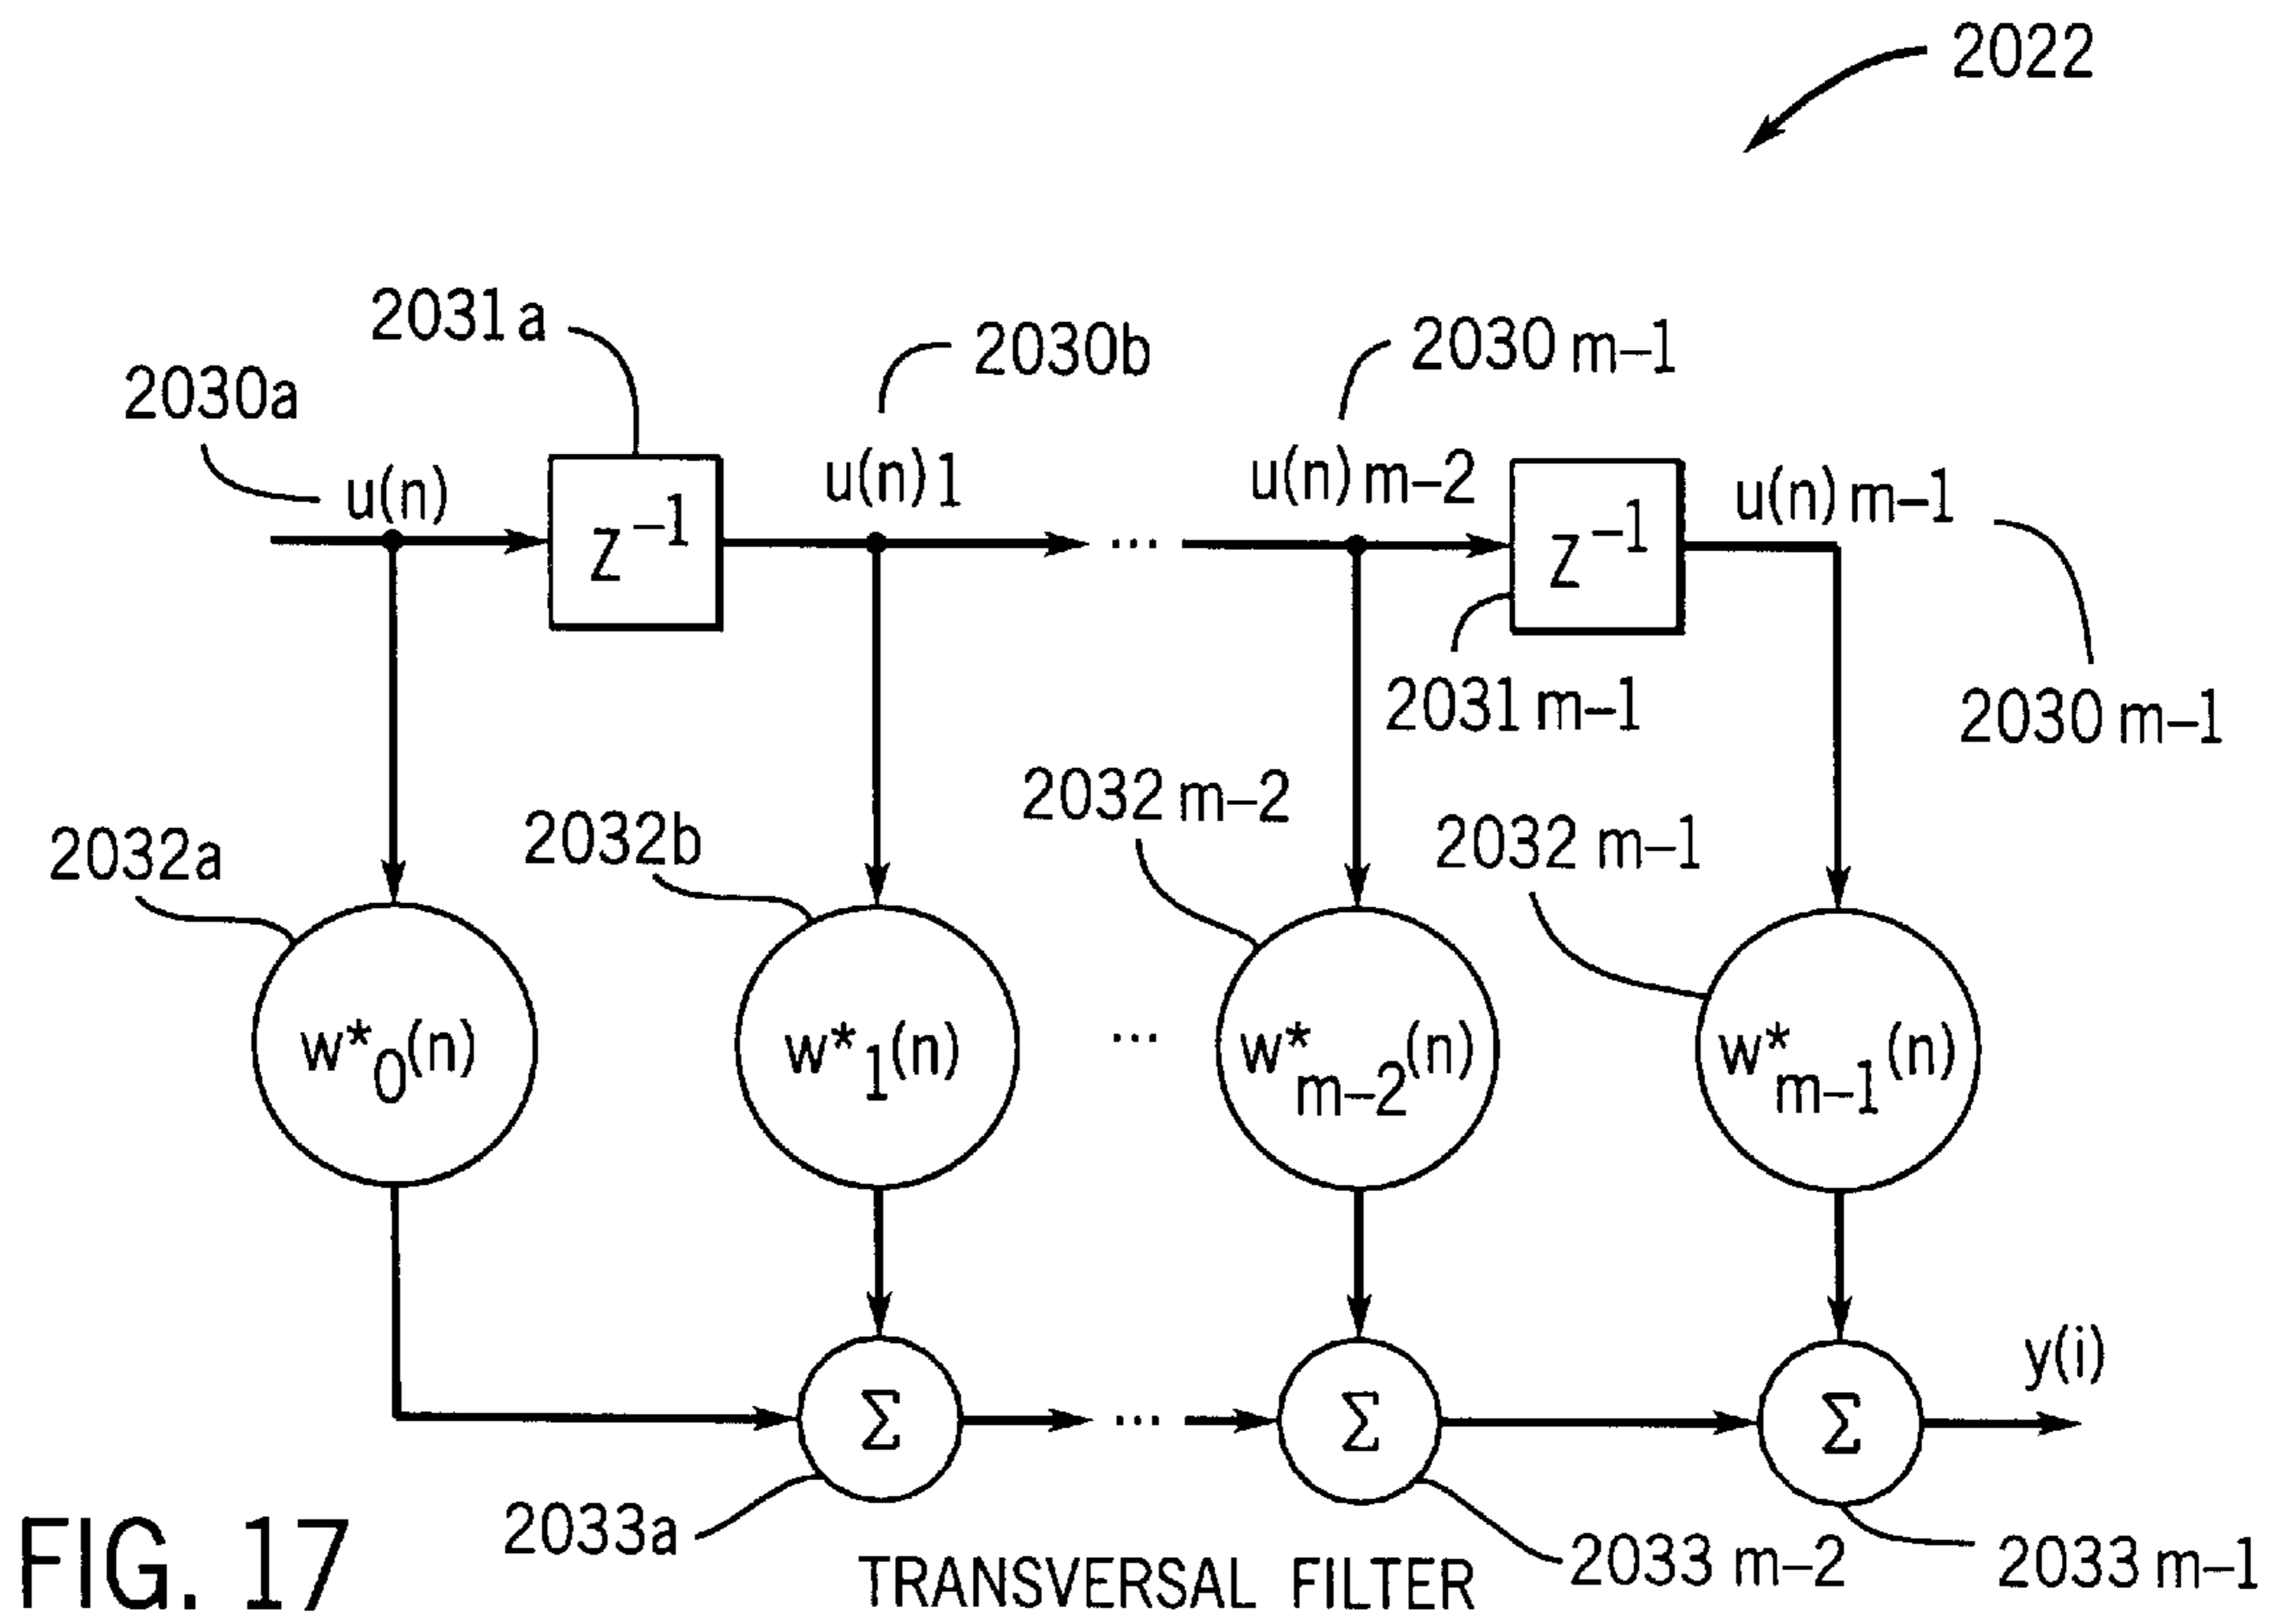 2022
2031a
2030b
2030 m–1
2030a
u(n)
u(n) 1
u(n) m–2
u(n) m–1
z⁻¹
...
z⁻¹
2031 m–1
2030 m–1
2032a
2032b
2032 m–2
2032 m–1
w*0(n)
w*1(n)
...
w*m–2(n)
w*m–1(n)
y(i)
Σ
...
Σ
Σ
2033a
2033 m–2
2033 m–1
FIG. 17
TRANSVERSAL FILTER